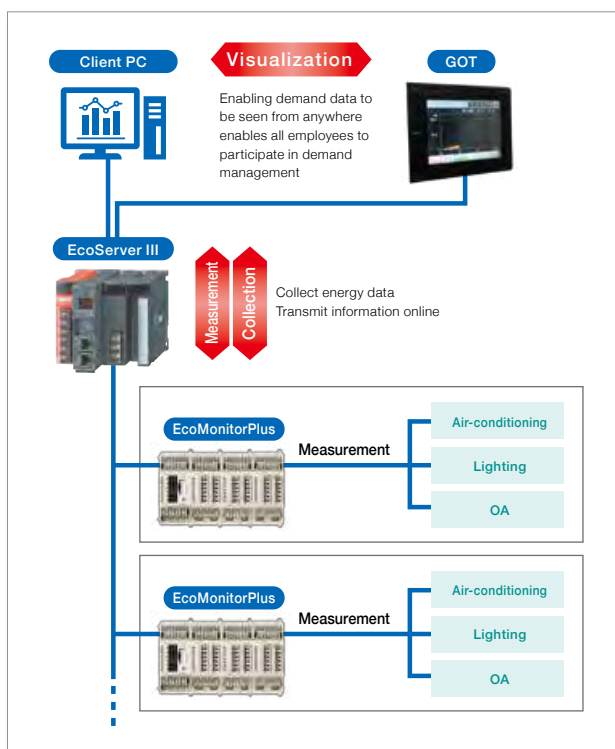 Client PC
Visualization
GOT
Enabling demand data to
be seen from anywhere
enables all employees to
participate in demand
management
EcoServer III
Measurement
Collection
Collect energy data
Transmit information online
EcoMonitorPlus
Measurement
Air-conditioning
Lighting
OA
EcoMonitorPlus
Measurement
Air-conditioning
Lighting
OA